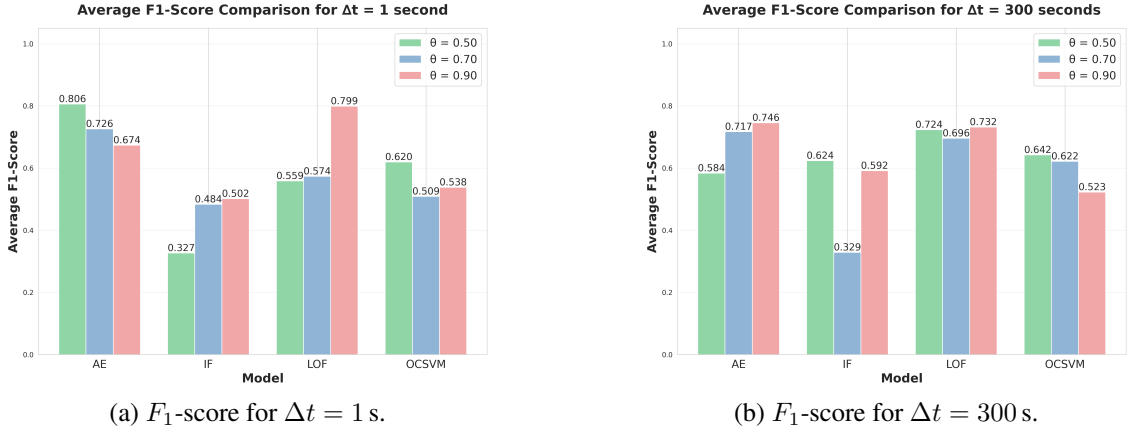 Average F1-Score Comparison for Δt = 1 second
Average F1-Score
1.0
0.8
0.6
0.4
0.2
0.0
θ = 0.50
θ = 0.70
θ = 0.90
0.806
0.726
0.674
0.327
0.484
0.502
0.559
0.574
0.799
0.620
0.509
0.538
AE IF LOF OCSVM
Model
(a) F₁-score for Δt = 1 s.
Average F1-Score Comparison for Δt = 300 seconds
Average F1-Score
1.0
0.8
0.6
0.4
0.2
0.0
θ = 0.50
θ = 0.70
θ = 0.90
0.584
0.717
0.746
0.624
0.329
0.592
0.724
0.696
0.732
0.642
0.622
0.523
AE IF LOF OCSVM
Model
(b) F₁-score for Δt = 300 s.